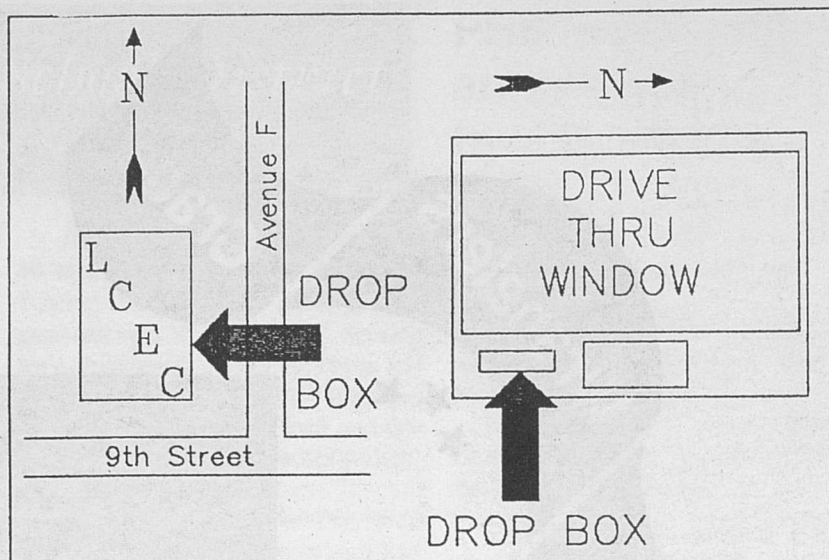 N
Avenue F
L
C
E
C
DROP
BOX
9th Street
N
DRIVE
THRU
WINDOW
DROP BOX